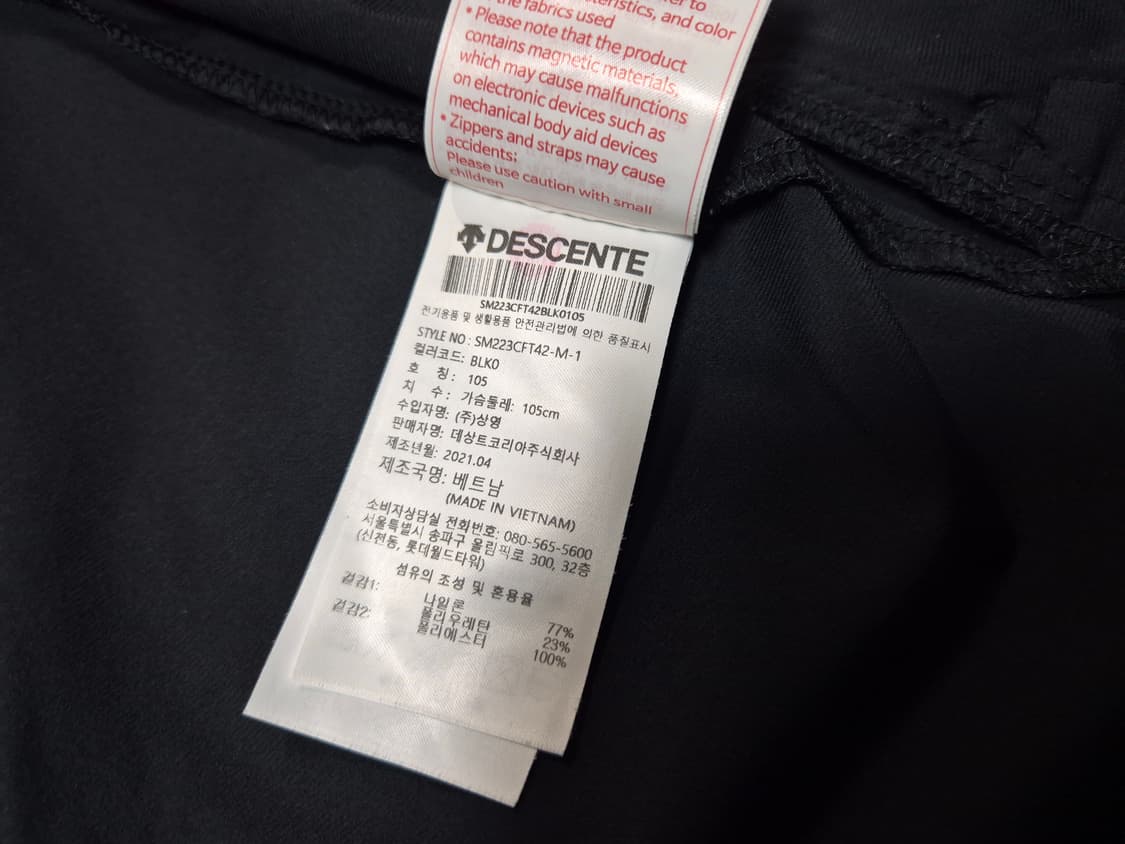 er to
teristics, and color
the fabrics used
• Please note that the product
contains magnetic materials,
which may cause malfunctions
on electronic devices such as
mechanical body aid devices
• Zippers and straps may cause
accidents;
Please use caution with small
children
DESCENTE
SM223CFT42BLK0105
전기용품 및 생활용품 안전관리법에 의한 품질표시
STYLE NO : SM223CFT42-M-1
컬러코드: BLK0
호 칭 : 105
치 수 : 가슴둘레: 105cm
수입자명: (주)상영
판매자명: 데상트코리아주식회사
제조년월: 2021.04
제조국명: 베트남
(MADE IN VIETNAM)
소비자상담실 전화번호: 080-565-5600
서울특별시 송파구 올림픽로 300, 32층
(신천동, 롯데월드타워)
섬유의 조성 및 혼용율
겉감1: 나일론 77%
폴리우레탄 23%
겉감2: 폴리에스터 100%